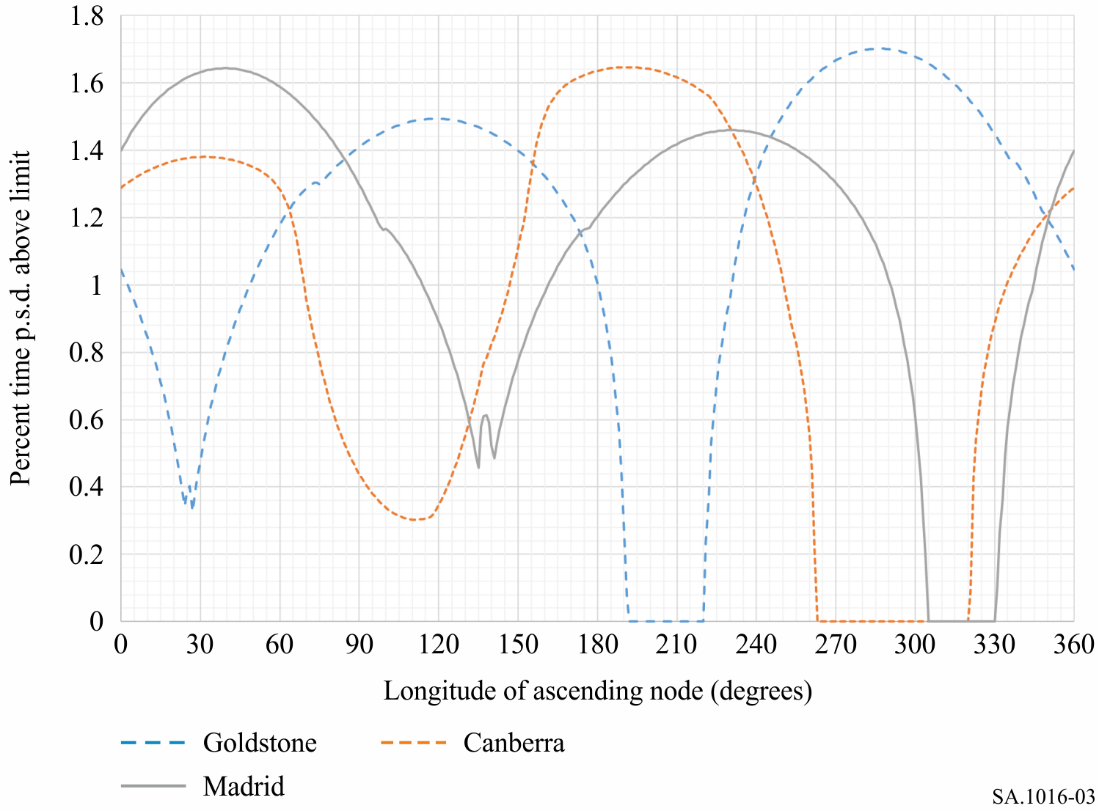 1.8
1.6
1.4
1.2
1
0.8
0.6
0.4
0.2
0
Percent time p.s.d. above limit
0 30 60 90 120 150 180 210 240 270 300 330 360
Longitude of ascending node (degrees)
Goldstone Canberra
Madrid
SA.1016-03